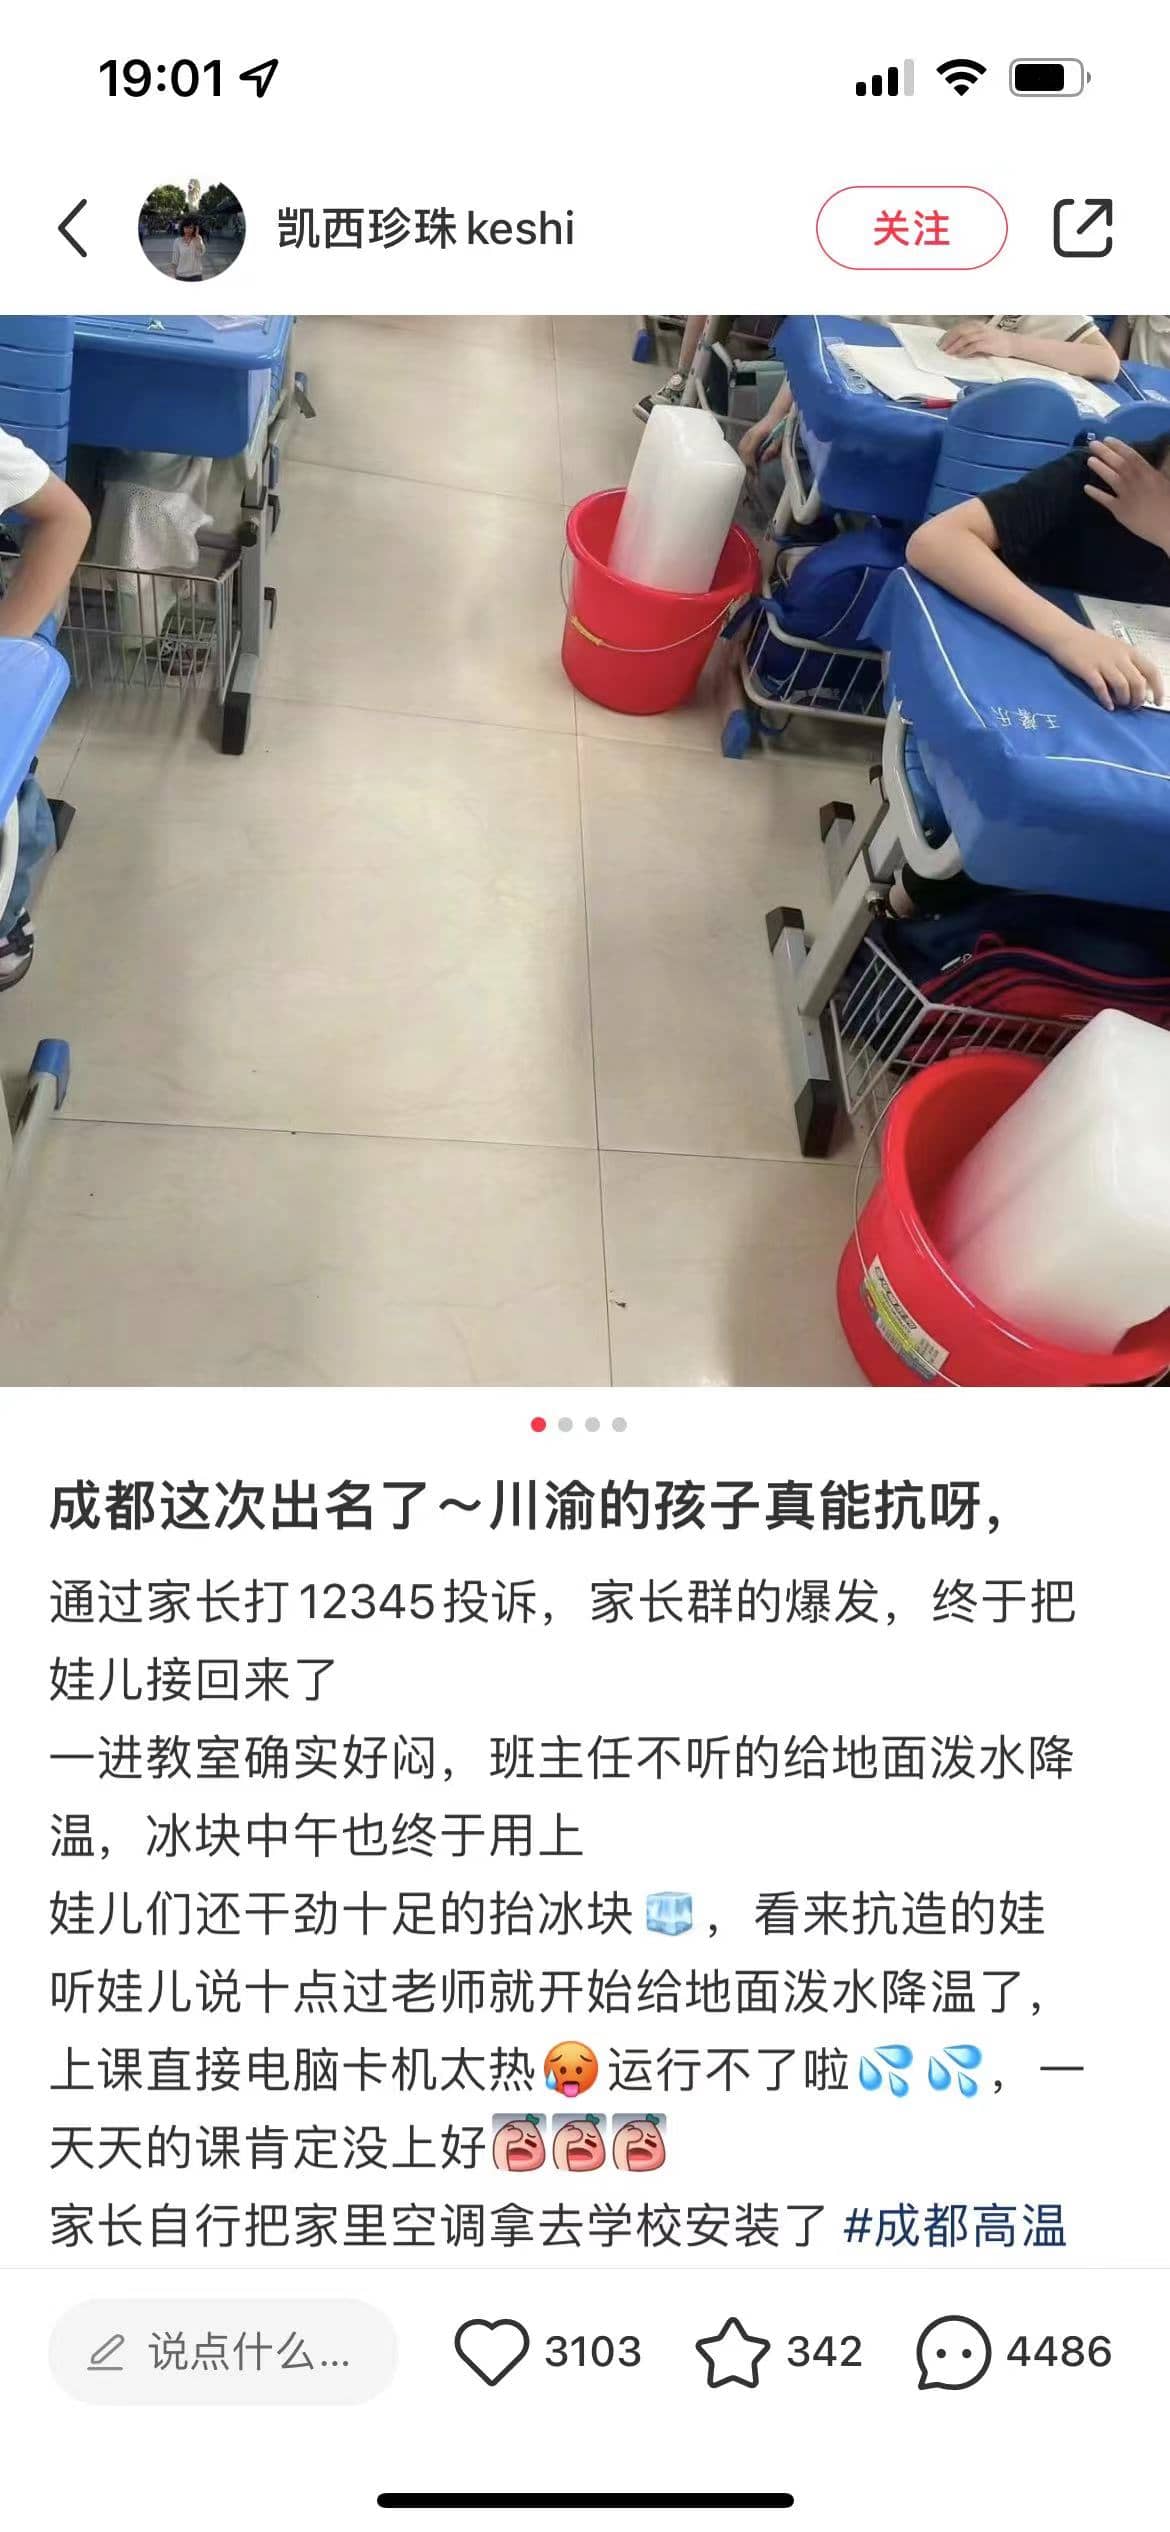 19:01
凯西珍珠keshi
关注
王馨乐
成都这次出名了～川渝的孩子真能抗呀，
通过家长打12345投诉，家长群的爆发，终于把
娃儿接回来了
一进教室确实好闷，班主任不听的给地面泼水降
温，冰块中午也终于用上
娃儿们还干劲十足的抬冰块🧊，看来抗造的娃
听娃儿说十点过老师就开始给地面泼水降温了，
上课直接电脑卡机太热🥵运行不了啦💦💦，一
天天的课肯定没上好
家长自行把家里空调拿去学校安装了 #成都高温
说点什么...
3103
342
4486